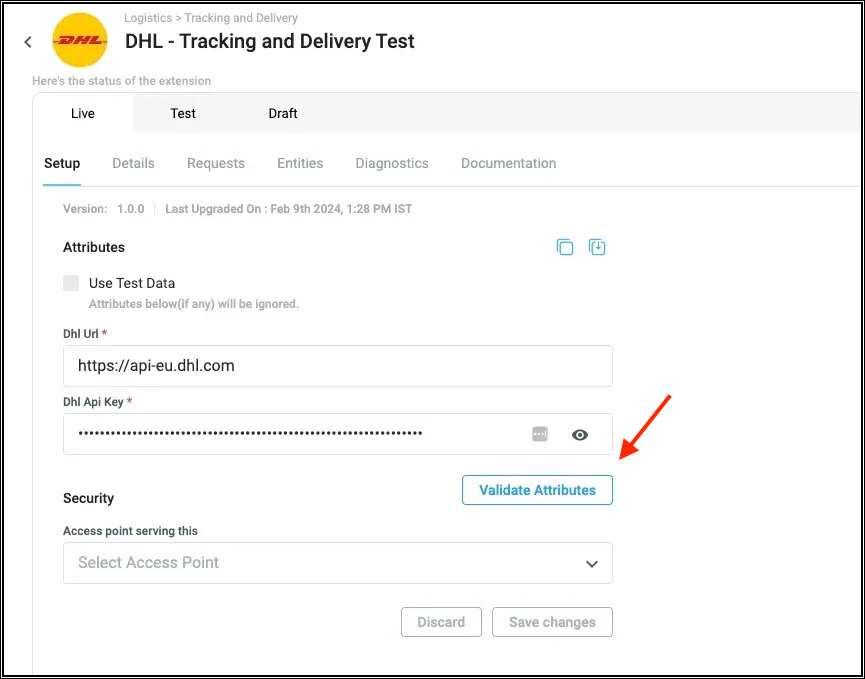 Logistics > Tracking and Delivery
DHL
DHL - Tracking and Delivery Test
Here's the status of the extension
Live Test Draft
Setup Details Requests Entities Diagnostics Documentation
Version: 1.0.0 Last Upgraded On : Feb 9th 2024, 1:28 PM IST
Attributes
Use Test Data
Attributes below(if any) will be ignored.
Dhl Url *
https://api-eu.dhl.com
Dhl Api Key *
Validate Attributes
Security
Access point serving this
Select Access Point
Discard Save changes